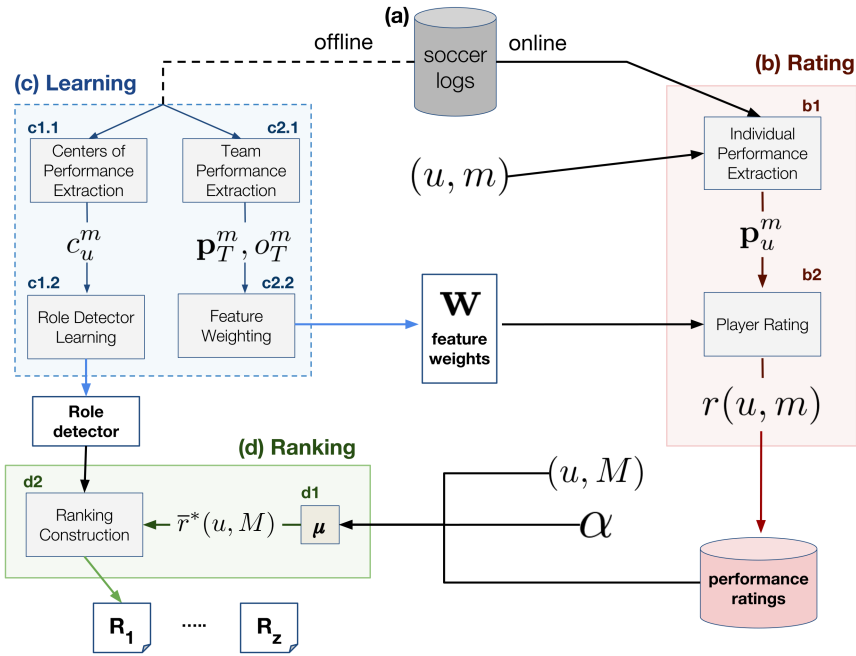 (a)
offline
soccer
logs
online
(c) Learning
(b) Rating
c1.1
Centers of
Performance
Extraction
c2.1
Team
Performance
Extraction
b1
Individual
Performance
Extraction
(u, m)
c_u^m
p_T^m, o_T^m
p_u^m
c1.2
Role Detector
Learning
c2.2
Feature
Weighting
w
feature
weights
b2
Player Rating
r(u, m)
Role
detector
(d) Ranking
d2
Ranking
Construction
r̅*(u, M)
d1
μ
(u, M)
α
performance
ratings
R_1
.....
R_z